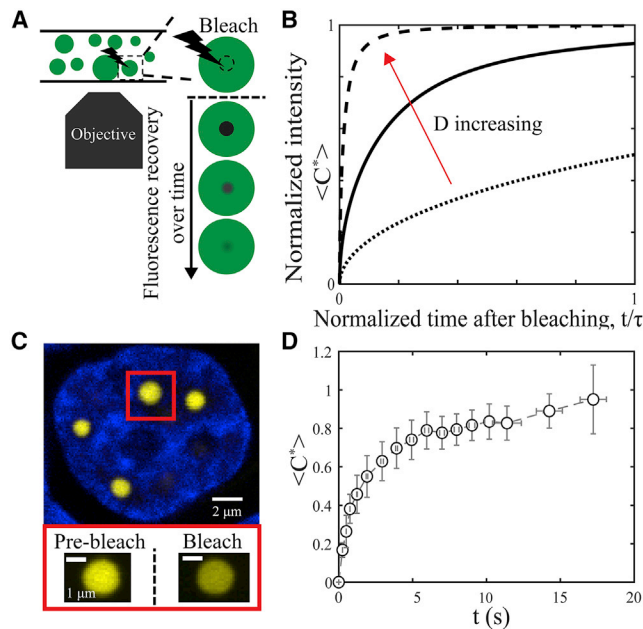 A
Bleach
Objective
Fluorescence recovery
over time
B
Normalized intensity
<C*>
1
0
0
1
D increasing
Normalized time after bleaching, t/τ
C
2 μm
Pre-bleach
Bleach
1 μm
D
<C*>
1.2
1
0.8
0.6
0.4
0.2
0
0
5
10
15
20
t (s)